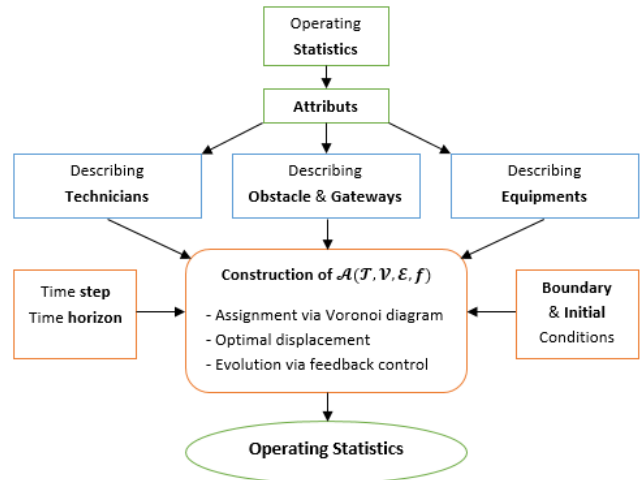 Operating
Statistics
Attributs
Describing
Technicians
Describing
Obstacle & Gateways
Describing
Equipments
Time step
Time horizon
Construction of 𝒜(𝒯, 𝒱, ℰ, 𝒇)
- Assignment via Voronoi diagram
- Optimal displacement
- Evolution via feedback control
Boundary
& Initial
Conditions
Operating Statistics